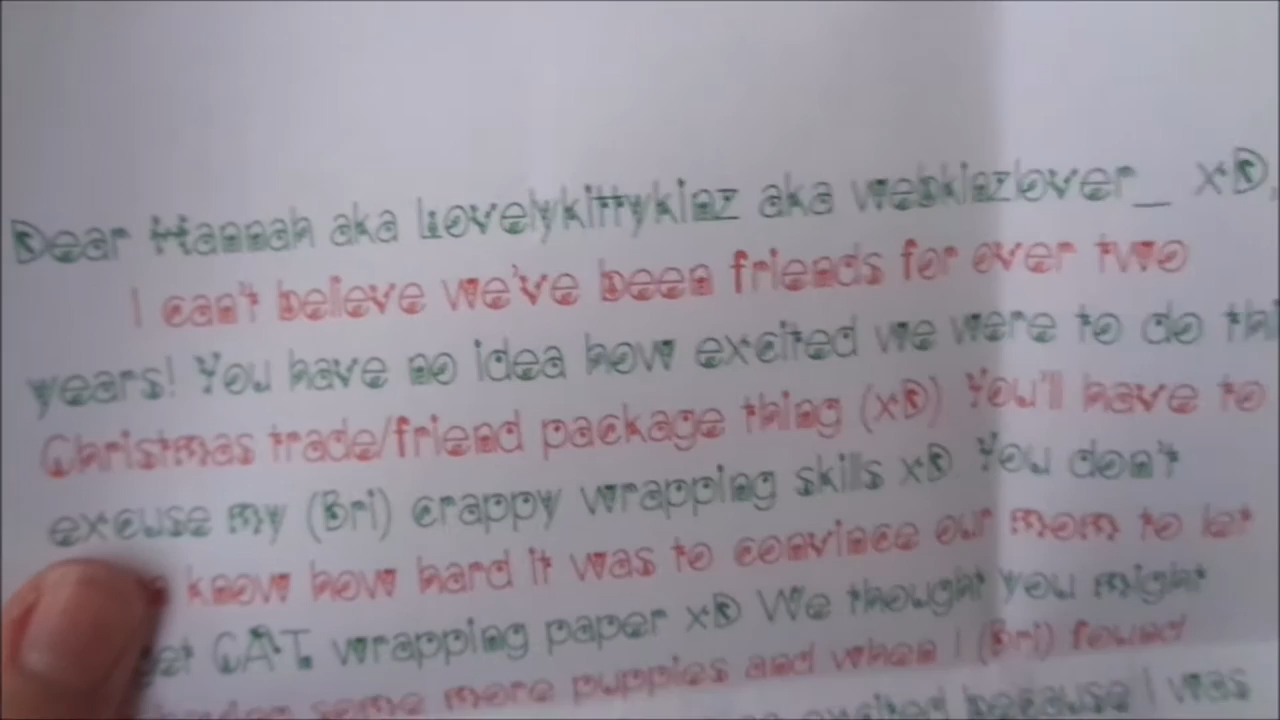 Dear Hannah aka Lovelykittykinz aka webkinzlover_ xD,
I can't believe we've been friends for over two
years! You have no idea how excited we were to do thi
Christmas trade/friend package thing (xD) You'll have to
excuse my (Bri) crappy wrapping skills xD You don't
know how hard it was to convince our mom to let
get CAT wrapping paper xD We thought you might
some more puppies and when I (Bri) found
excited because I was